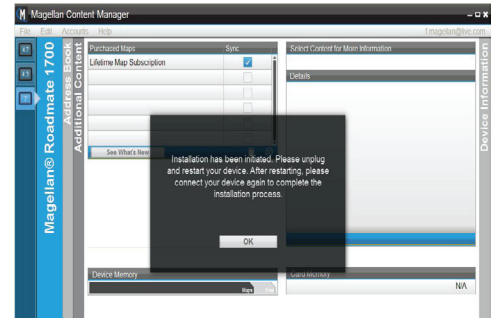 Magellan Content Manager
File Edit Accounts Help
Purchased Maps Sync
Lifetime Map Subscription
See What's New
Select Content for More Information
Details
Magellan® Roadmate 1700
Address Book
Additional Content
Device Information
Installation has been initiated. Please unplug
and restart your device. After restarting, please
connect your device again to complete the
installation process.
OK
Device Memory
Maps
Card Memory
N/A